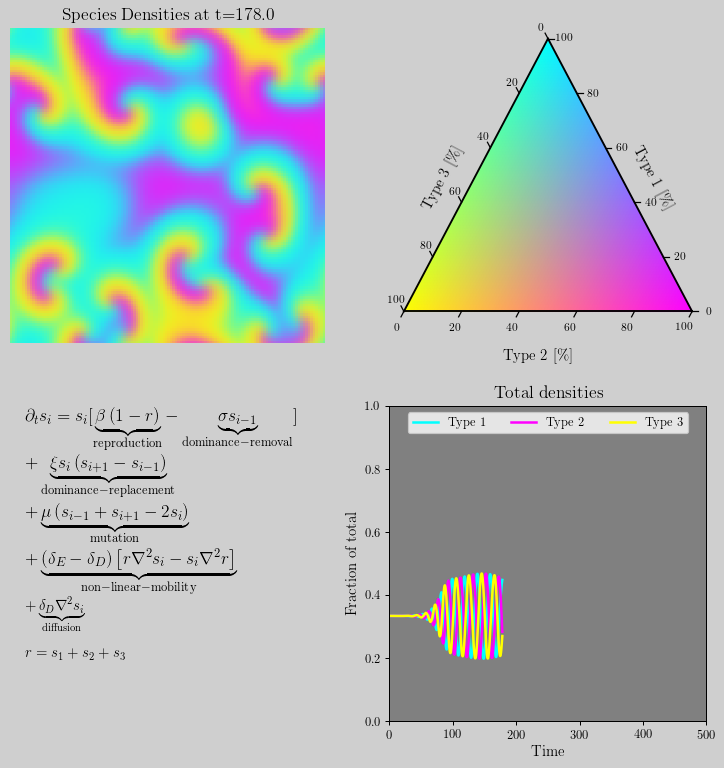 Species Densities at t=178.0
0
100
20
80
40
60
Type 3 [%]
Type 1 [%]
60
40
80
20
100
0
0
20
40
60
80
100
Type 2 [%]
∂ₜsᵢ = sᵢ[ β (1 − r) − σsᵢ₋₁ ]
reproduction dominance−removal
+ ξsᵢ (sᵢ₊₁ − sᵢ₋₁)
dominance−replacement
+ μ (sᵢ₋₁ + sᵢ₊₁ − 2sᵢ)
mutation
+ (δ_E − δ_D) [r∇²sᵢ − sᵢ∇²r]
non−linear−mobility
+ δ_D∇²sᵢ
diffusion
r = s₁ + s₂ + s₃
Total densities
Type 1 Type 2 Type 3
1.0
0.8
0.6
0.4
0.2
0.0
Fraction of total
0 100 200 300 400 500
Time